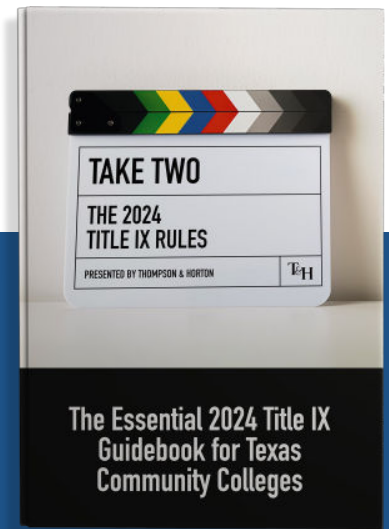 TAKE TWO
THE 2024
TITLE IX RULES
PRESENTED BY THOMPSON & HORTON
T&H
The Essential 2024 Title IX
Guidebook for Texas
Community Colleges